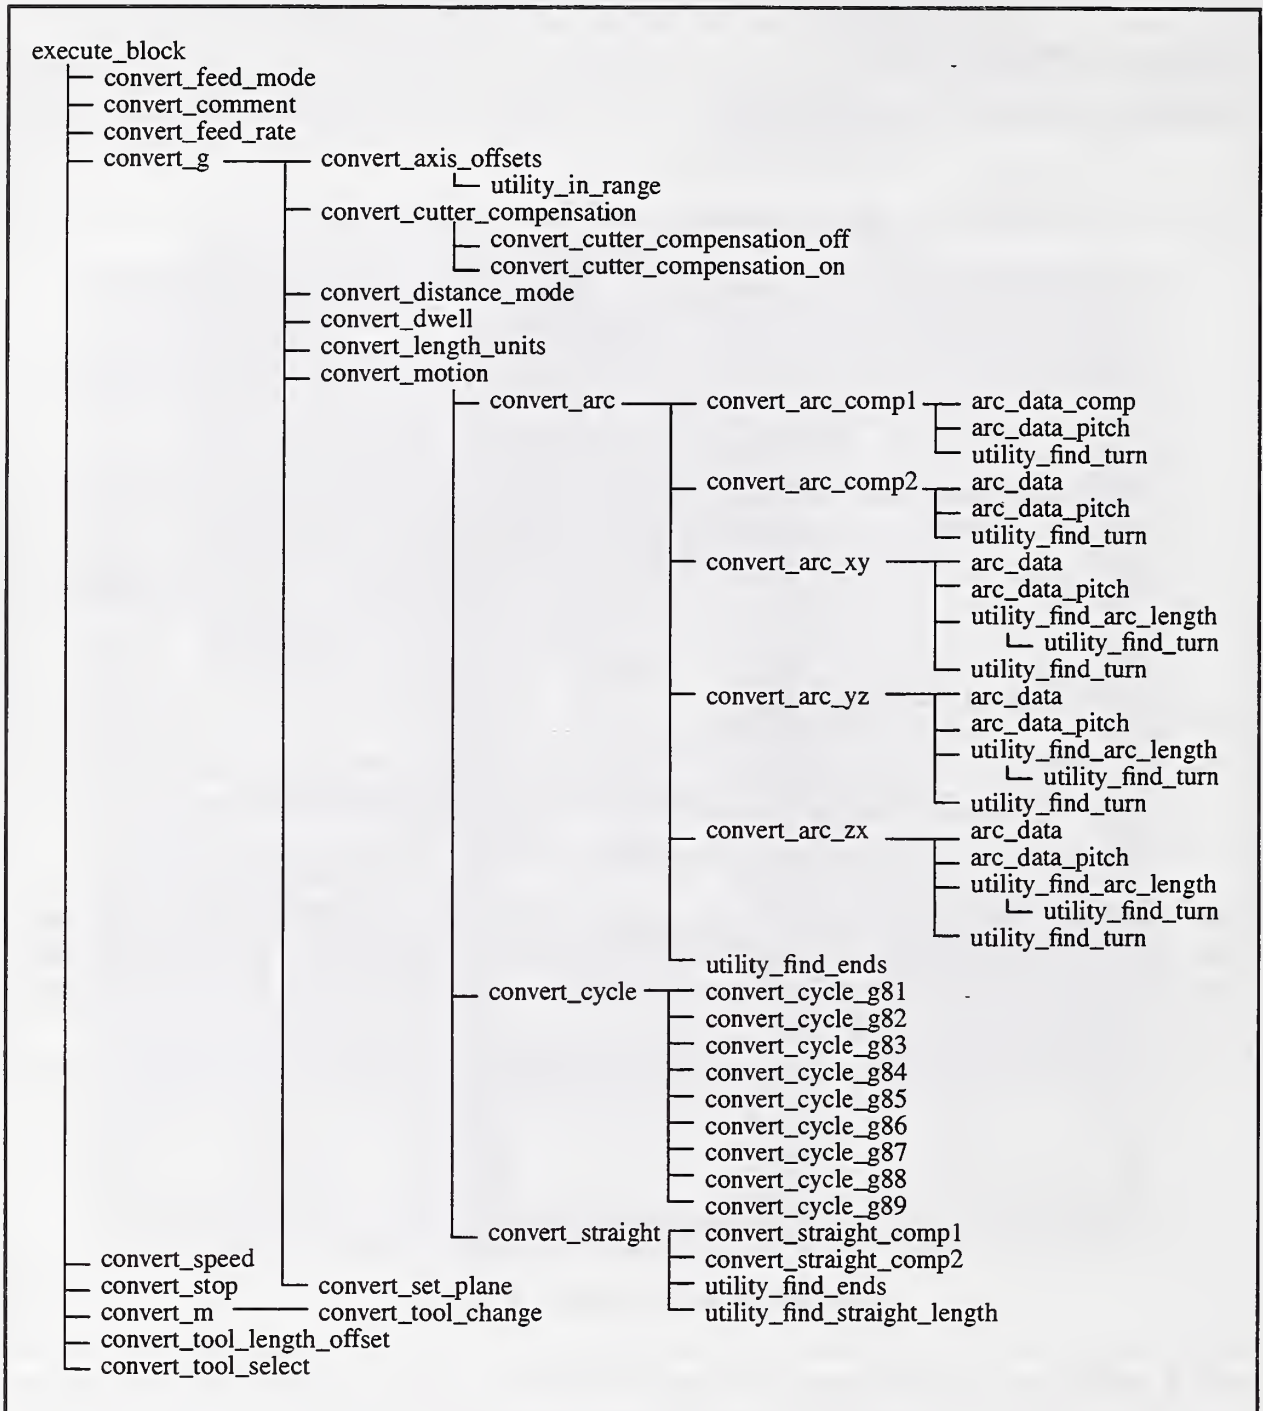 execute_block
convert_feed_mode
convert_comment
convert_feed_rate
convert_g convert_axis_offsets
utility_in_range
convert_cutter_compensation
convert_cutter_compensation_off
convert_cutter_compensation_on
convert_distance_mode
convert_dwell
convert_length_units
convert_motion
convert_arc convert_arc_comp1 arc_data_comp
arc_data_pitch
utility_find_turn
convert_arc_comp2 arc_data
arc_data_pitch
utility_find_turn
convert_arc_xy arc_data
arc_data_pitch
utility_find_arc_length
utility_find_turn
utility_find_turn
convert_arc_yz arc_data
arc_data_pitch
utility_find_arc_length
utility_find_turn
utility_find_turn
convert_arc_zx arc_data
arc_data_pitch
utility_find_arc_length
utility_find_turn
utility_find_turn
utility_find_ends
convert_cycle convert_cycle_g81
convert_cycle_g82
convert_cycle_g83
convert_cycle_g84
convert_cycle_g85
convert_cycle_g86
convert_cycle_g87
convert_cycle_g88
convert_cycle_g89
convert_straight convert_straight_comp1
convert_speed convert_straight_comp2
convert_stop convert_set_plane utility_find_ends
convert_m convert_tool_change utility_find_straight_length
convert_tool_length_offset
convert_tool_select